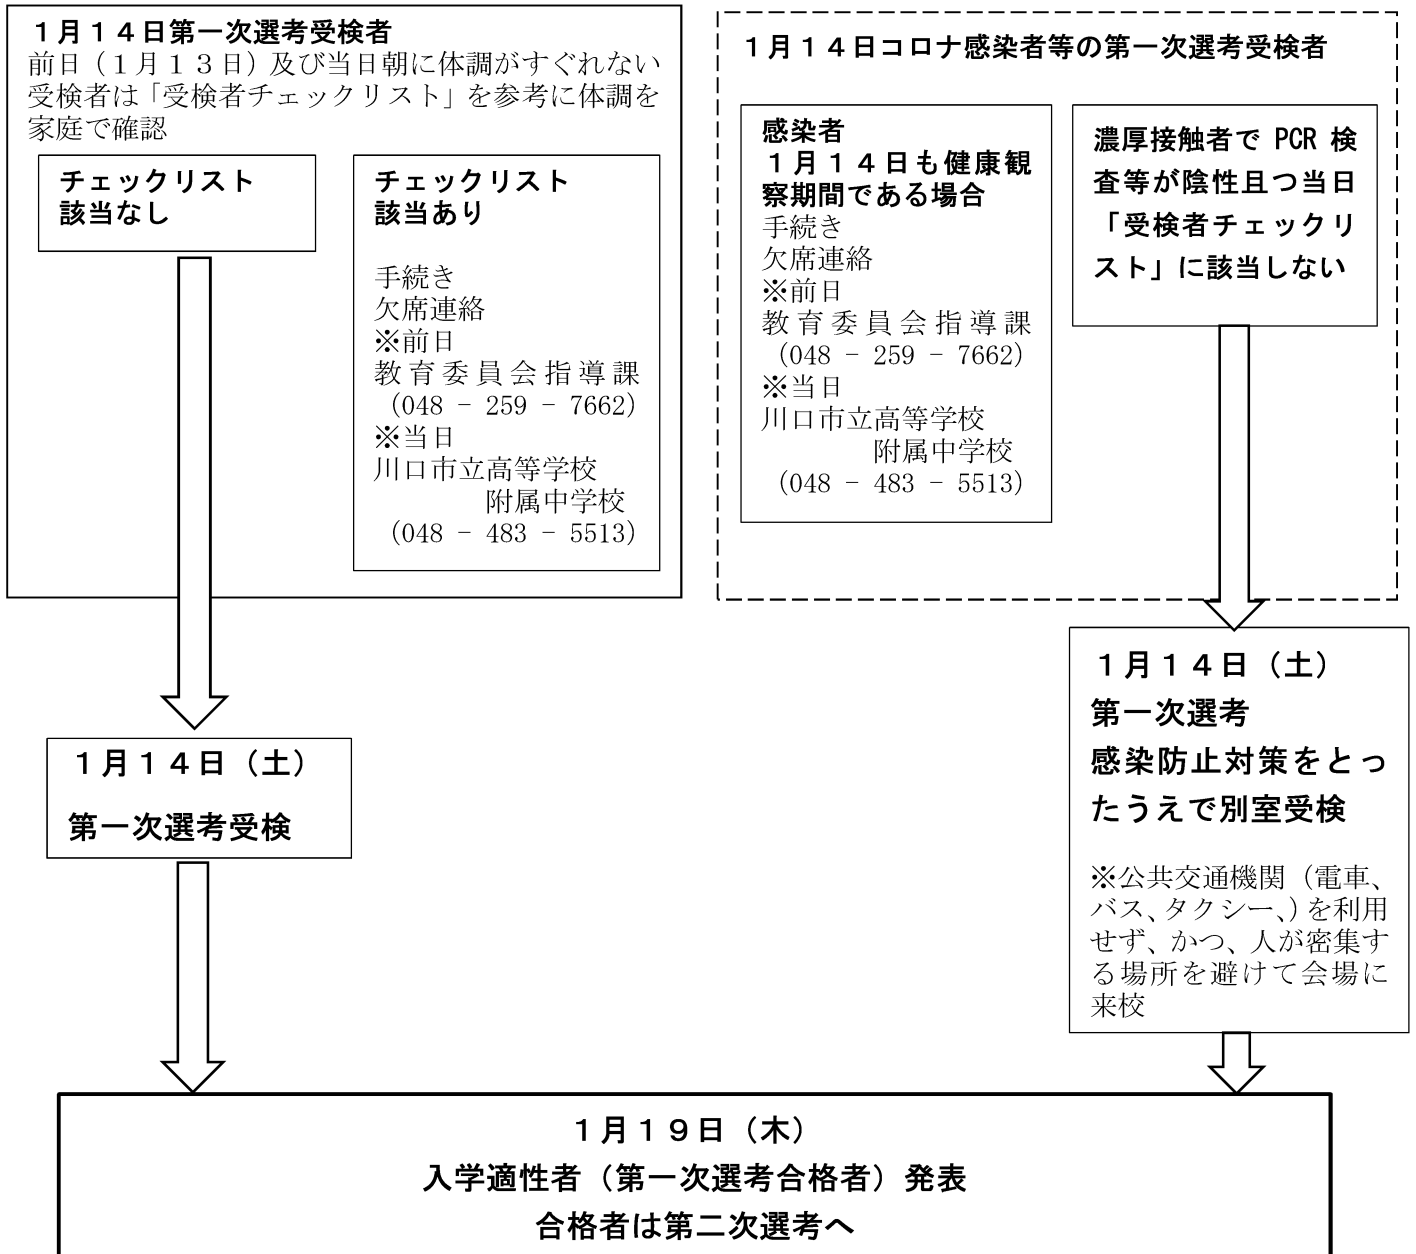 １月１４日第一次選考受検者
前日（１月１３日）及び当日朝に体調がすぐれない
受検者は「受検者チェックリスト」を参考に体調を
家庭で確認
チェックリスト
該当なし
チェックリスト
該当あり
手続き
欠席連絡
※前日
教育委員会指導課
（048 － 259 － 7662）
※当日
川口市立高等学校
附属中学校
（048 － 483 － 5513）
１月１４日（土）
第一次選考受検
１月１４日コロナ感染者等の第一次選考受検者
感染者
１月１４日も健康観
察期間である場合
手続き
欠席連絡
※前日
教育委員会指導課
（048 － 259 － 7662）
※当日
川口市立高等学校
附属中学校
（048 － 483 － 5513）
濃厚接触者で PCR 検
査等が陰性且つ当日
「受検者チェックリ
スト」に該当しない
１月１４日（土）
第一次選考
感染防止対策をとっ
たうえで別室受検
※公共交通機関（電車、
バス、タクシー、）を利用
せず、かつ、人が密集す
る場所を避けて会場に
来校
１月１９日（木）
入学適性者（第一次選考合格者）発表
合格者は第二次選考へ